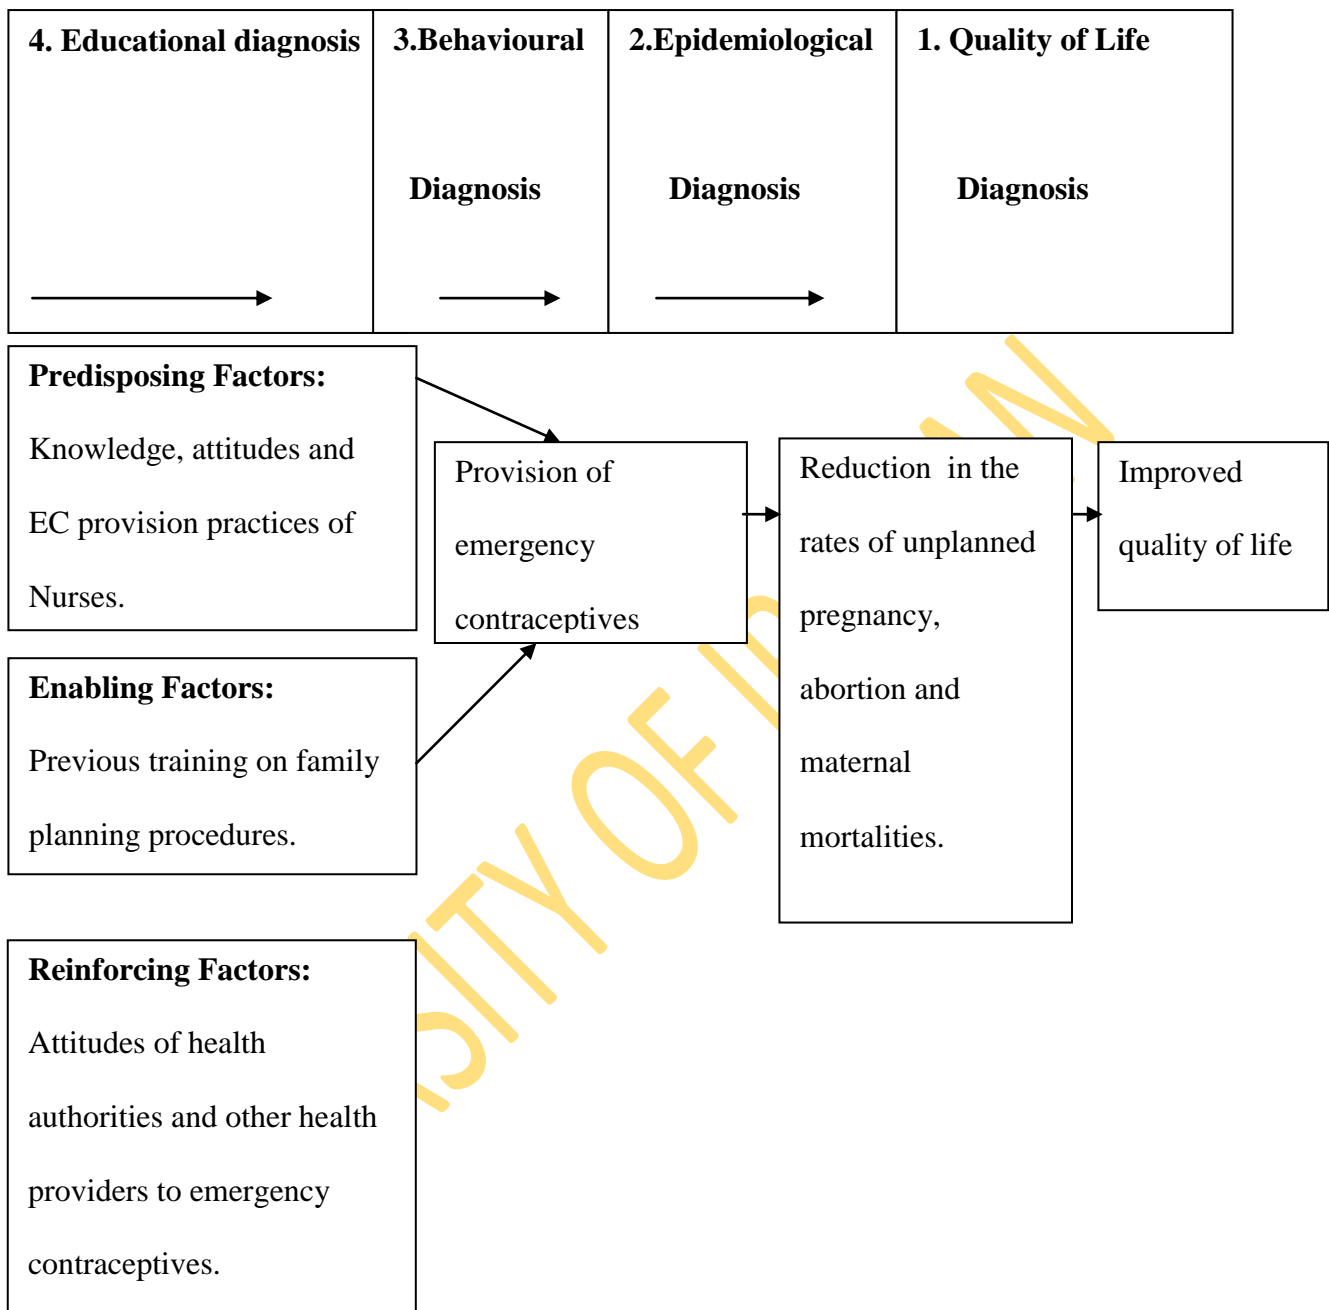 4. Educational diagnosis
3.Behavioural
Diagnosis
2.Epidemiological
Diagnosis
1. Quality of Life
Diagnosis
Predisposing Factors:
Knowledge, attitudes and
EC provision practices of
Nurses.
Enabling Factors:
Previous training on family
planning procedures.
Reinforcing Factors:
Attitudes of health
authorities and other health
providers to emergency
contraceptives.
Provision of
emergency
contraceptives
Reduction in the
rates of unplanned
pregnancy,
abortion and
maternal
mortalities.
Improved
quality of life